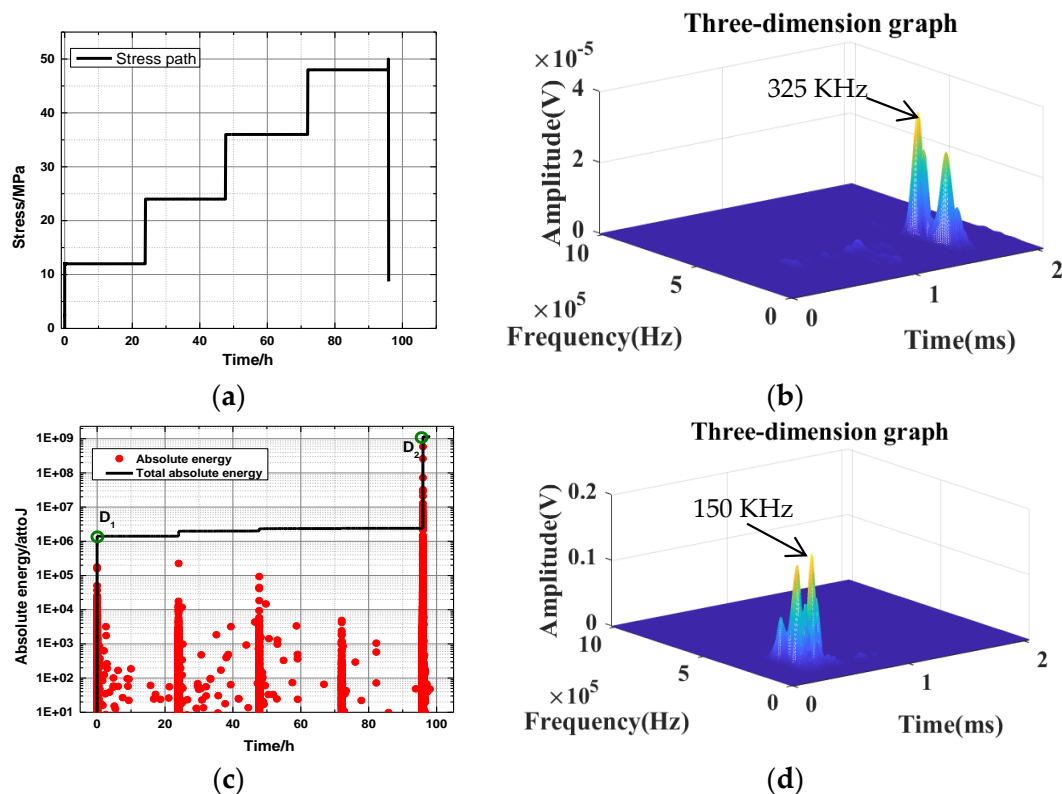 50
40
30
20
10
0
Stress/MPa
Stress path
0
20
40
60
80
100
Time/h
(a)
Three-dimension graph
×10-5
4
2
0
Amplitude(V)
325 KHz
10
5
0
×105
Frequency(Hz)
0
1
2
Time(ms)
(b)
1E+09
1E+08
1E+07
1E+06
1E+05
1E+04
1E+03
1E+02
1E+01
Absolute energy/attoJ
Absolute energy
Total absolute energy
D1
D2
0
20
40
60
80
100
Time/h
(c)
Three-dimension graph
0.2
0.1
0
Amplitude(V)
150 KHz
10
5
0
×105
Frequency(Hz)
0
1
2
Time(ms)
(d)